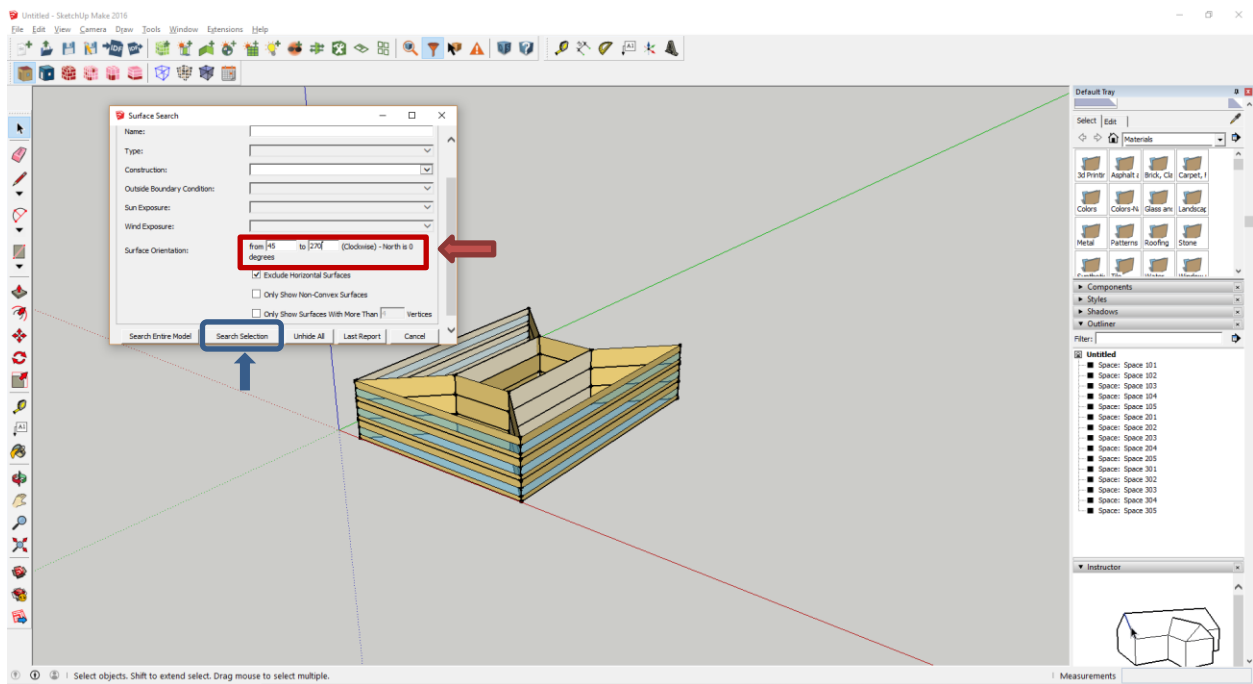 Untitled - SketchUp Make 2016
File Edit View Camera Draw Tools Window Extensions Help
Surface Search
Name:
Type:
Construction:
Outside Boundary Condition:
Sun Exposure:
Wind Exposure:
Surface Orientation:
from 45 to 270 (Clockwise) - North is 0
degrees
Exclude Horizontal Surfaces
Only Show Non-Convex Surfaces
Only Show Surfaces With More Than 4 Vertices
Search Entire Model Search Selection Unhide All Last Report Cancel
Default Tray
Select Edit
Materials
3d Printir Asphalt a Brick, Cla Carpet, F
Colors Colors-Na Glass and Landscap
Metal Patterns Roofing Stone
Components
Styles
Shadows
Outliner
Filter:
Untitled
Space: Space 101
Space: Space 102
Space: Space 103
Space: Space 104
Space: Space 105
Space: Space 201
Space: Space 202
Space: Space 203
Space: Space 204
Space: Space 205
Space: Space 301
Space: Space 302
Space: Space 303
Space: Space 304
Space: Space 305
Instructor
Select objects. Shift to extend select. Drag mouse to select multiple.
Measurements